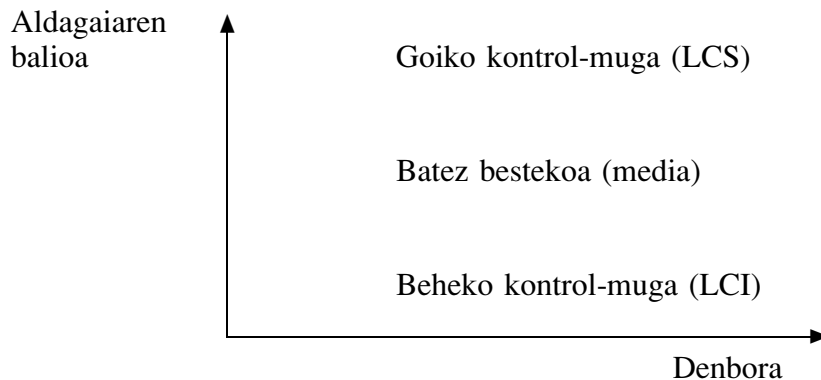 Aldagaiaren
balioa
Goiko kontrol-muga (LCS)
Batez bestekoa (media)
Beheko kontrol-muga (LCI)
Denbora